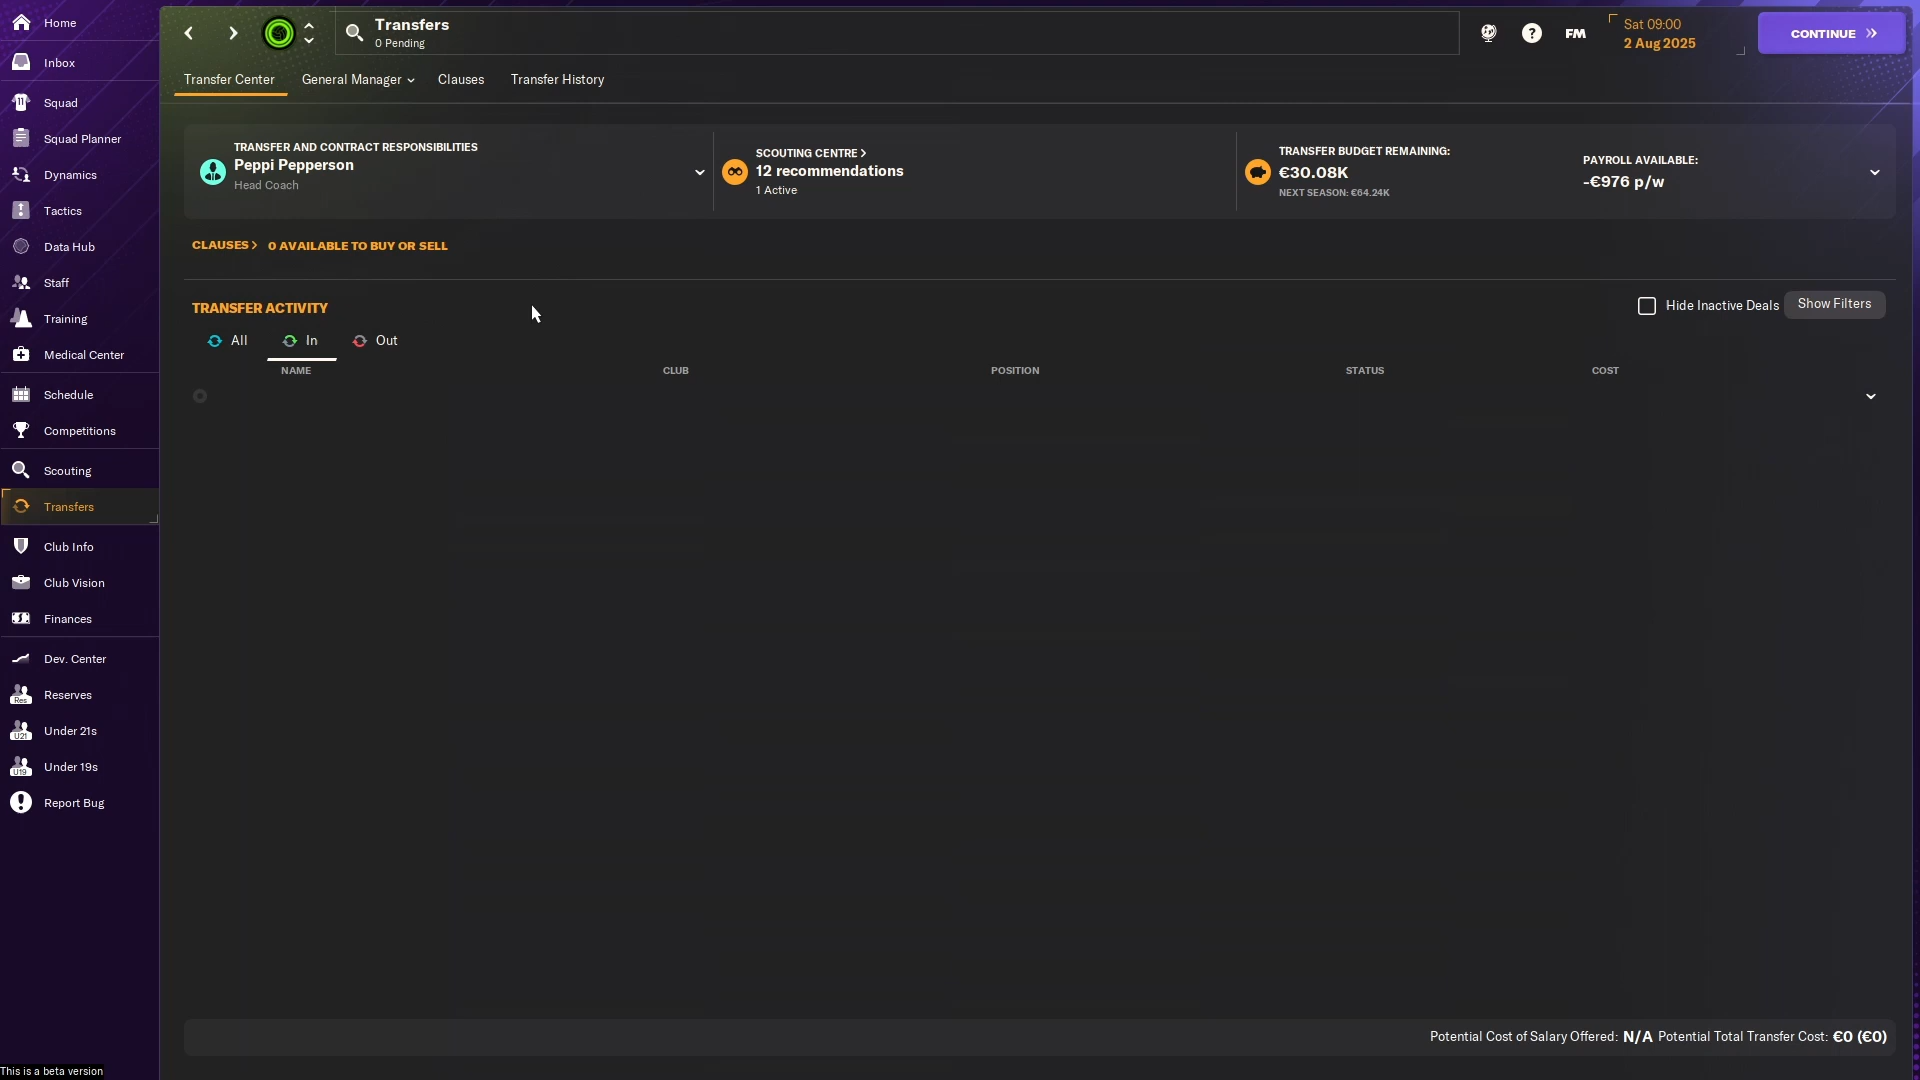 Home
Inbox
Squad
Squad Planner
Dynamics
Tactics
Data Hub
Staff
Training
Medical Center
Schedule
Competitions
Scouting
Transfers
Club Info
Club Vision
Finances
Dev. Center
Reserves
Res
Under 21s
U21
Under 19s
U19
Report Bug
This is a beta version
Transfers
0 Pending
FM
Sat 09:00
2 Aug 2025
CONTINUE
Transfer Center
General Manager
Clauses
Transfer History
TRANSFER AND CONTRACT RESPONSIBILITIES
Peppi Pepperson
Head Coach
SCOUTING CENTRE >
12 recommendations
1 Active
TRANSFER BUDGET REMAINING:
€30.08K
NEXT SEASON: €64.24K
PAYROLL AVAILABLE:
-€976 p/w
CLAUSES > 0 AVAILABLE TO BUY OR SELL
TRANSFER ACTIVITY
Hide Inactive Deals
Show Filters
All
In
Out
NAME
CLUB
POSITION
STATUS
COST
Potential Cost of Salary Offered: N/A Potential Total Transfer Cost: €0 (€0)